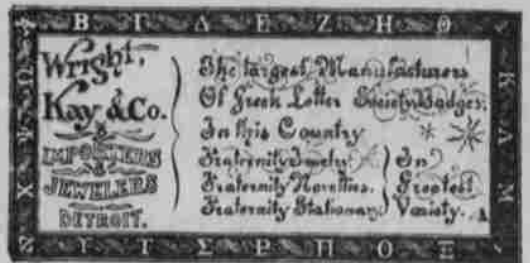 B Γ Δ E Z H Θ
Wright,
Kay & Co.
IMPORTERS
&
JEWELERS
DETROIT.
The largest Manufacturers
Of Greek Letter Society Badges.
In this Country
Fraternity Jewelry
Fraternity Novelties.
Fraternity Stationary.
In
Greatest
Variety.
K Λ M
Υ Τ Σ Ρ Π Ο Ξ